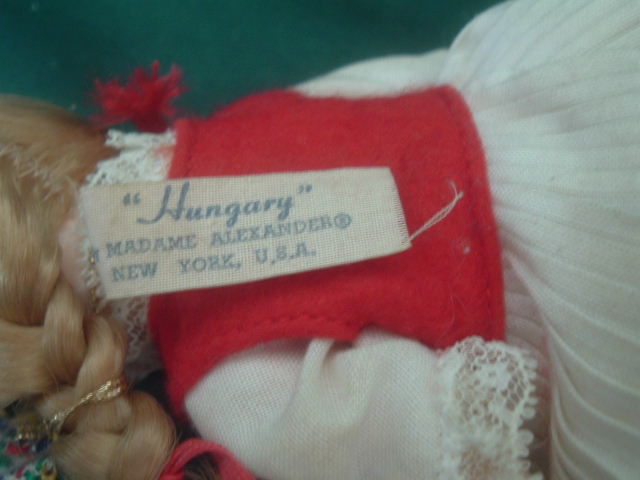 "Hungary"
MADAME ALEXANDER®
NEW YORK, U.S.A.